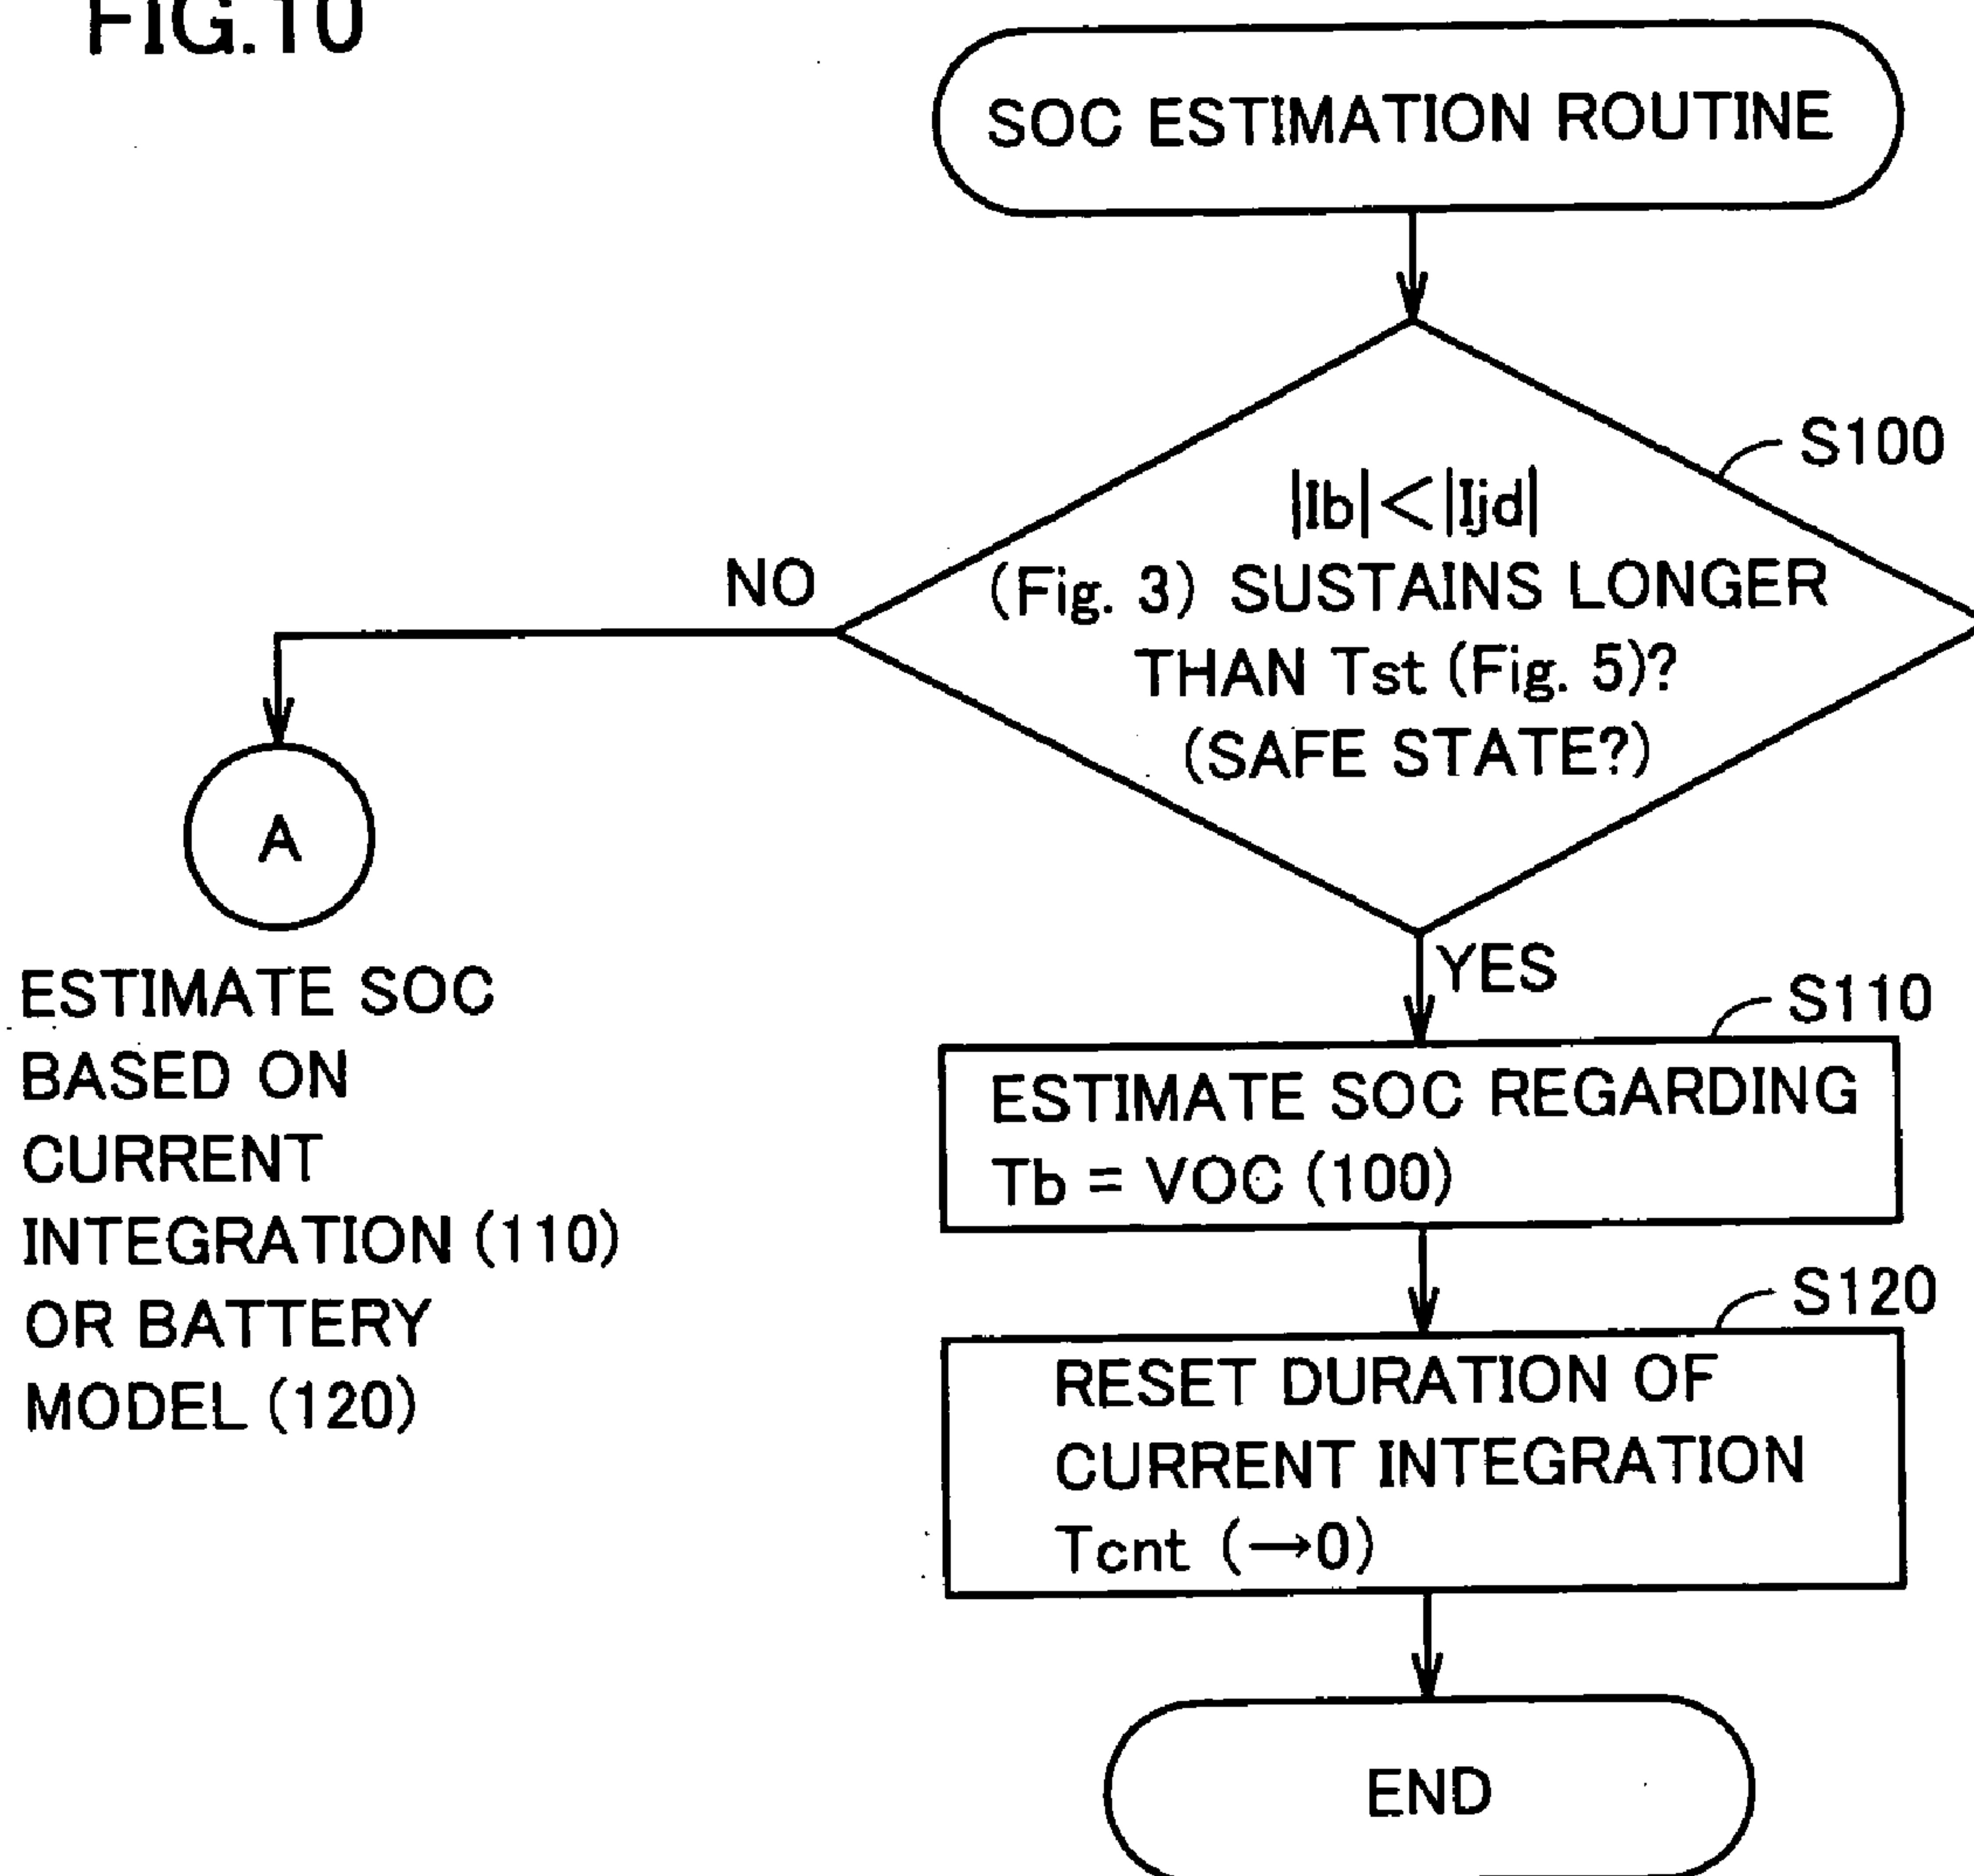 FIG.10
SOC ESTIMATION ROUTINE
S100
|Ib|<|Ijd|
(Fig. 3) SUSTAINS LONGER
THAN Tst (Fig. 5)?
(SAFE STATE?)
NO
A
ESTIMATE SOC
BASED ON
CURRENT
INTEGRATION (110)
OR BATTERY
MODEL (120)
YES
S110
ESTIMATE SOC REGARDING
Tb = VOC (100)
S120
RESET DURATION OF
CURRENT INTEGRATION
Tcnt (→0)
END